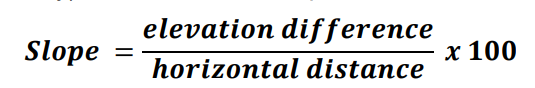 Slope = elevation difference / horizontal distance x 100